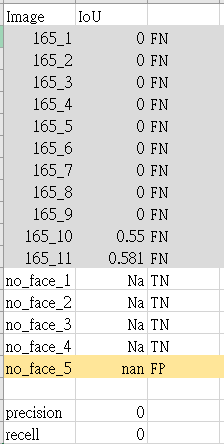 Image IoU
165_1 0 FN
165_2 0 FN
165_3 0 FN
165_4 0 FN
165_5 0 FN
165_6 0 FN
165_7 0 FN
165_8 0 FN
165_9 0 FN
165_10 0.55 FN
165_11 0.581 FN
no_face_1 Na TN
no_face_2 Na TN
no_face_3 Na TN
no_face_4 Na TN
no_face_5 nan FP
precision 0
recell 0